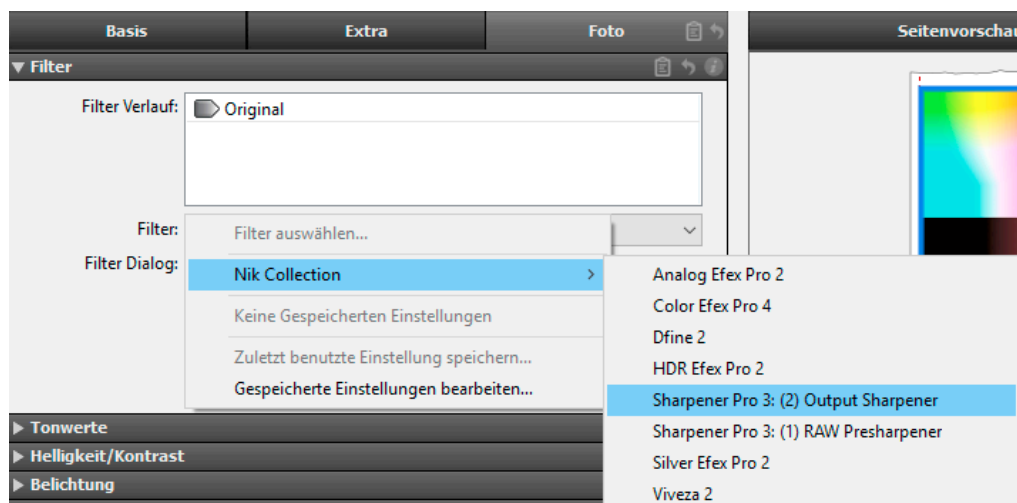 Basis
Extra
Foto
Seitenvorschau
Filter
Filter Verlauf:
Original
Filter:
Filter auswählen...
Filter Dialog:
Nik Collection
Keine Gespeicherten Einstellungen
Zuletzt benutzte Einstellung speichern...
Gespeicherte Einstellungen bearbeiten...
Analog Efex Pro 2
Color Efex Pro 4
Dfine 2
HDR Efex Pro 2
Sharpener Pro 3: (2) Output Sharpener
Sharpener Pro 3: (1) RAW Presharpener
Silver Efex Pro 2
Viveza 2
Tonwerte
Helligkeit/Kontrast
Belichtung